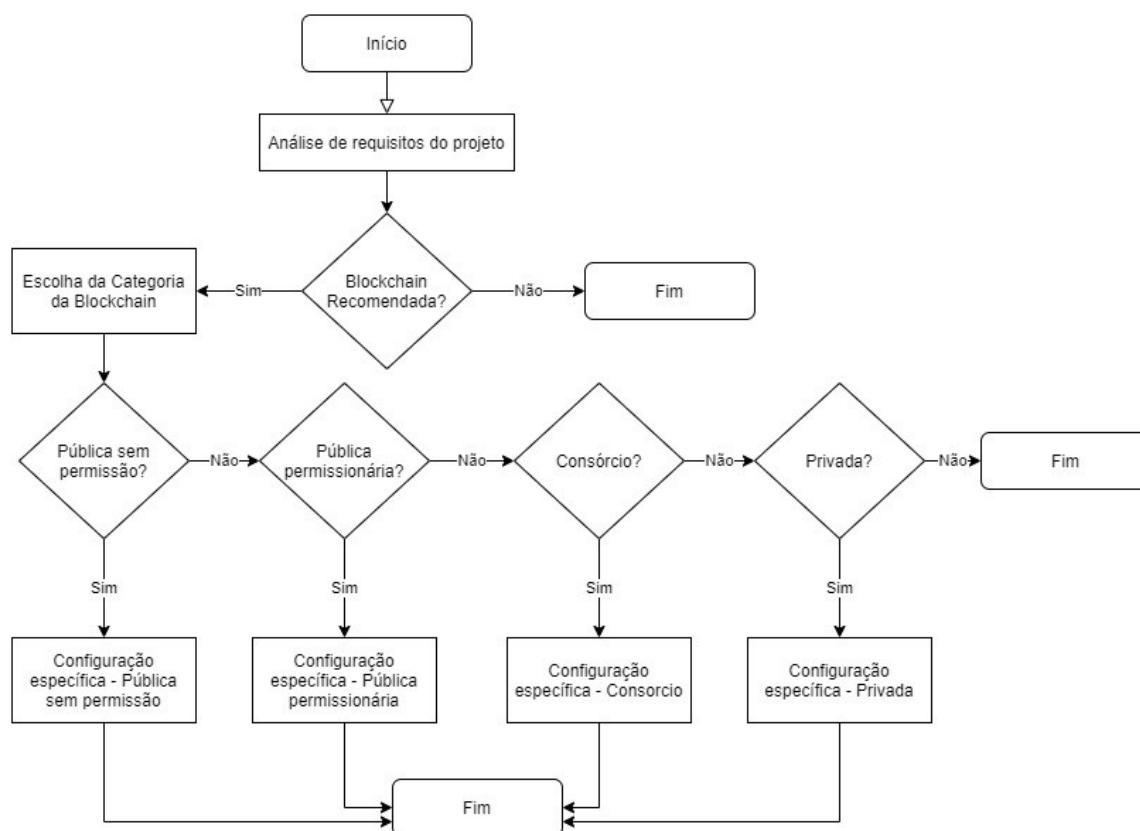 Início
Análise de requisitos do projeto
Escolha da Categoria
da Blockchain
Sim
Blockchain
Recomendada?
Não
Fim
Pública sem
permissão?
Não
Pública
permissionária?
Não
Consórcio?
Não
Privada?
Não
Fim
Sim
Sim
Sim
Sim
Configuração
específica - Pública
sem permissão
Configuração
específica - Pública
permissionária
Configuração
específica - Consorcio
Configuração
específica - Privada
Fim